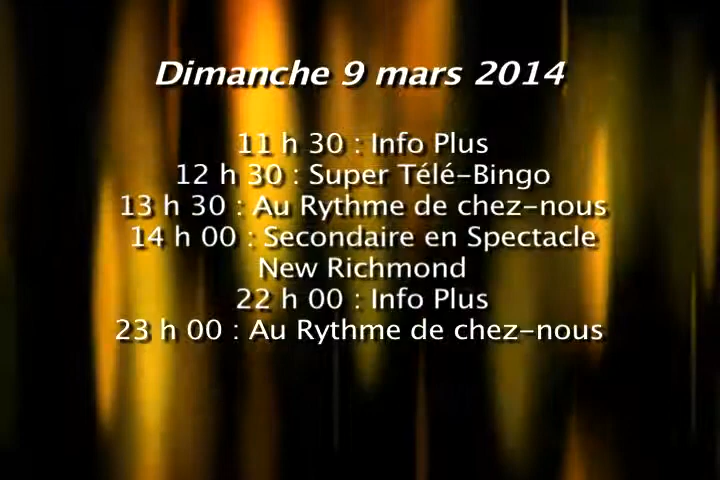 Dimanche 9 mars 2014
11 h 30 : Info Plus
12 h 30 : Super Télé-Bingo
13 h 30 : Au Rythme de chez-nous
14 h 00 : Secondaire en Spectacle
New Richmond
22 h 00 : Info Plus
23 h 00 : Au Rythme de chez-nous